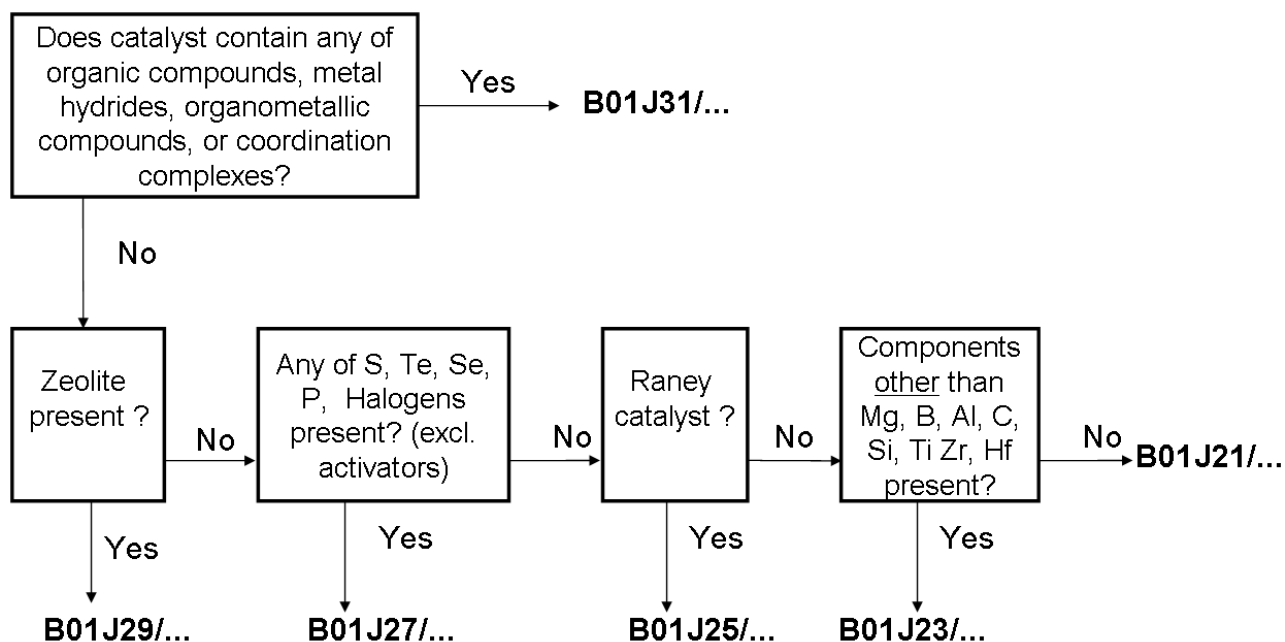 Does catalyst contain any of
organic compounds, metal
hydrides, organometallic
compounds, or coordination
complexes?
Yes
B01J31/...
No
Zeolite
present ?
No
Any of S, Te, Se,
P, Halogens
present? (excl.
activators)
No
Raney
catalyst ?
No
Components
other than
Mg, B, Al, C,
Si, Ti Zr, Hf
present?
No
B01J21/...
Yes
Yes
Yes
Yes
B01J29/...
B01J27/...
B01J25/...
B01J23/...